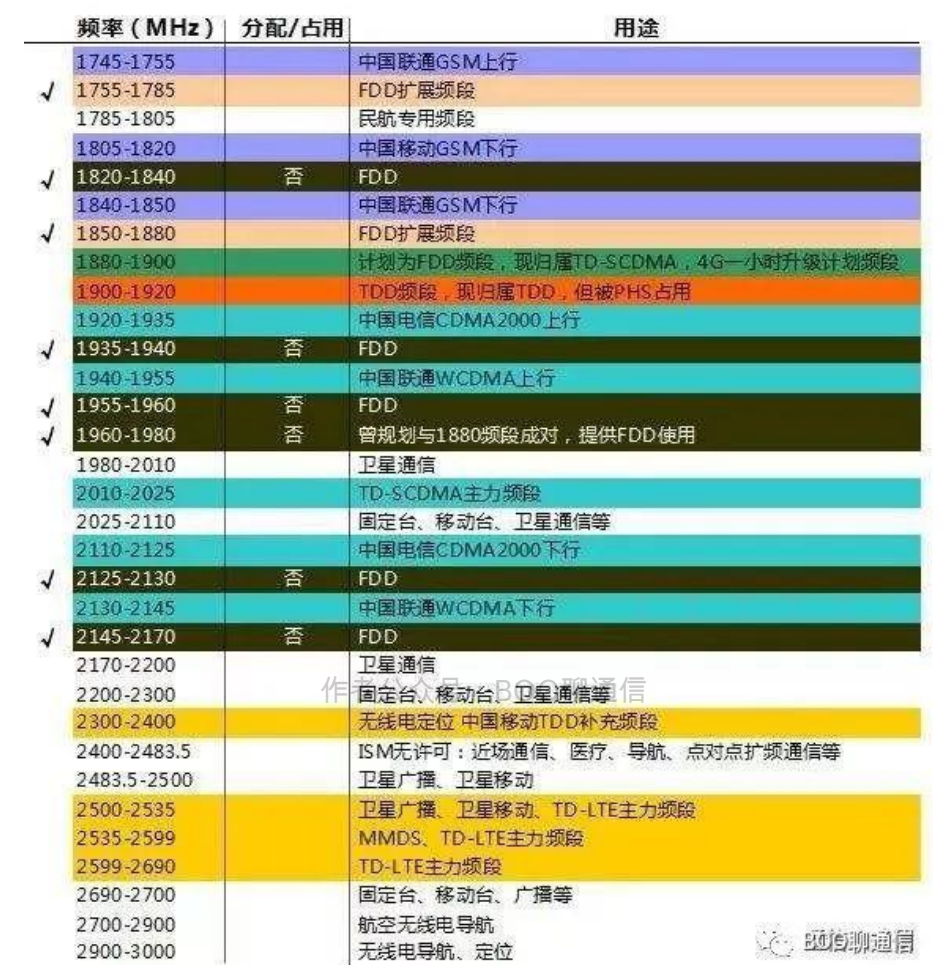 频率（MHz） 分配/占用 用途
1745-1755 中国联通GSM上行
√ 1755-1785 FDD扩展频段
1785-1805 民航专用频段
1805-1820 中国移动GSM下行
√ 1820-1840 否 FDD
1840-1850 中国联通GSM下行
√ 1850-1880 FDD扩展频段
1880-1900 计划为FDD频段，现归属TD-SCDMA，4G一小时升级计划频段
1900-1920 TDD频段，现归属TDD，但被PHS占用
1920-1935 中国电信CDMA2000上行
√ 1935-1940 否 FDD
1940-1955 中国联通WCDMA上行
√ 1955-1960 否 FDD
√ 1960-1980 否 曾规划与1880频段成对，提供FDD使用
1980-2010 卫星通信
2010-2025 TD-SCDMA主力频段
2025-2110 固定台、移动台、卫星通信等
2110-2125 中国电信CDMA2000下行
√ 2125-2130 否 FDD
2130-2145 中国联通WCDMA下行
√ 2145-2170 否 FDD
2170-2200 卫星通信
作者公众号：BOO聊通信
2200-2300 固定台、移动台、卫星通信等
2300-2400 无线电定位 中国移动TDD补充频段
2400-2483.5 ISM无许可：近场通信、医疗、导航、点对点扩频通信等
2483.5-2500 卫星广播、卫星移动
2500-2535 卫星广播、卫星移动、TD-LTE主力频段
2535-2599 MMDS、TD-LTE主力频段
2599-2690 TD-LTE主力频段
2690-2700 固定台、移动台、广播等
2700-2900 航空无线电导航
2900-3000 无线电导航、定位
BOO聊通信